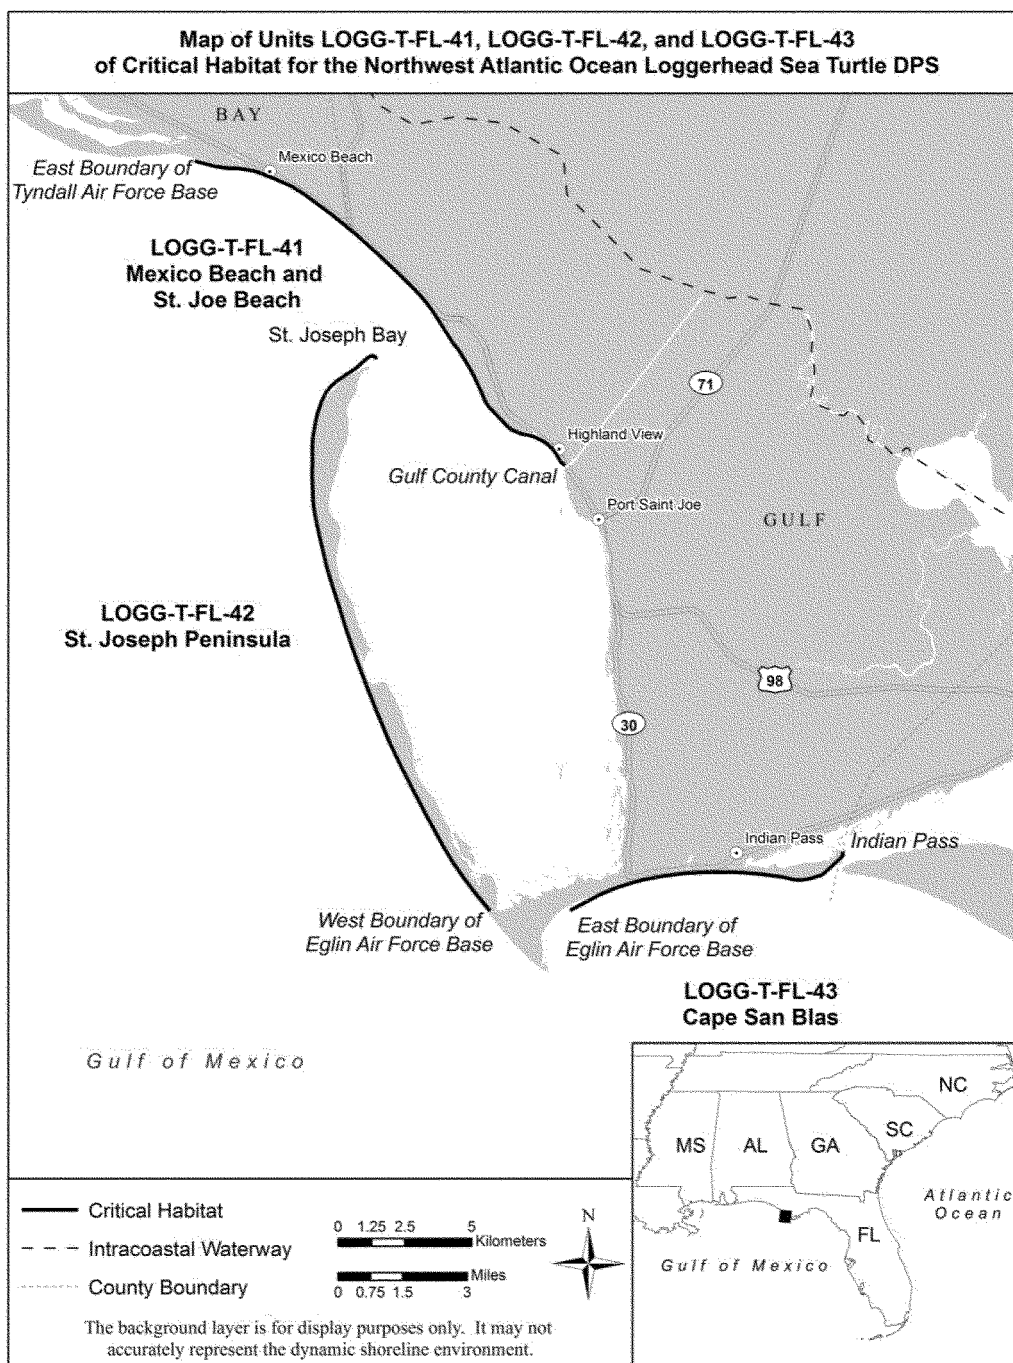 Map of Units LOGG-T-FL-41, LOGG-T-FL-42, and LOGG-T-FL-43
of Critical Habitat for the Northwest Atlantic Ocean Loggerhead Sea Turtle DPS
BAY
Mexico Beach
East Boundary of
Tyndall Air Force Base
LOGG-T-FL-41
Mexico Beach and
St. Joe Beach
St. Joseph Bay
71
Highland View
Gulf County Canal
Port Saint Joe
GULF
LOGG-T-FL-42
St. Joseph Peninsula
98
30
Indian Pass
Indian Pass
West Boundary of
Eglin Air Force Base
East Boundary of
Eglin Air Force Base
LOGG-T-FL-43
Cape San Blas
Gulf of Mexico
NC
SC
MS
AL
GA
Atlantic
Ocean
FL
Gulf of Mexico
Critical Habitat
Intracoastal Waterway
County Boundary
0 1.25 2.5 5
Kilometers
Miles
0 0.75 1.5 3
N
The background layer is for display purposes only. It may not
accurately represent the dynamic shoreline environment.